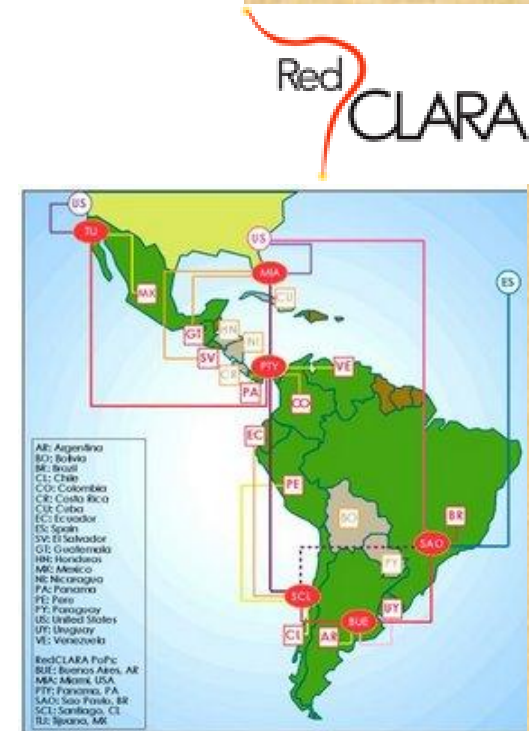 Red
CLARA
US
TIJ
US
MIA
ES
MX
CU
GT
HN
NI
SV
CR
PTY
VE
PA
CO
EC
PE
BO
BR
SAO
PY
SCL
UY
BUE
CL
AR
AR: Argentina
BO: Bolivia
BR: Brazil
CL: Chile
CO: Colombia
CR: Costa Rica
CU: Cuba
EC: Ecuador
ES: Spain
SV: El Salvador
GT: Guatemala
HN: Honduras
MX: Mexico
NI: Nicaragua
PA: Panama
PE: Peru
PY: Paraguay
US: United States
UY: Uruguay
VE: Venezuela
RedCLARA PoPs:
BUE: Buenos Aires, AR
MIA: Miami, USA
PTY: Panama, PA
SAO: Sao Paulo, BR
SCL: Santiago, CL
TIJ: Tijuana, MX